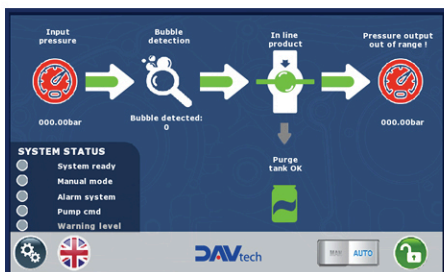 Input
pressure
Bubble
detection
In line
product
Pressure output
out of range !
000.00bar
Bubble detected:
0
000.00bar
Purge
tank OK
SYSTEM STATUS
System ready
Manual mode
Alarm system
Pump cmd
Warning level
DAVtech
MAN AUTO